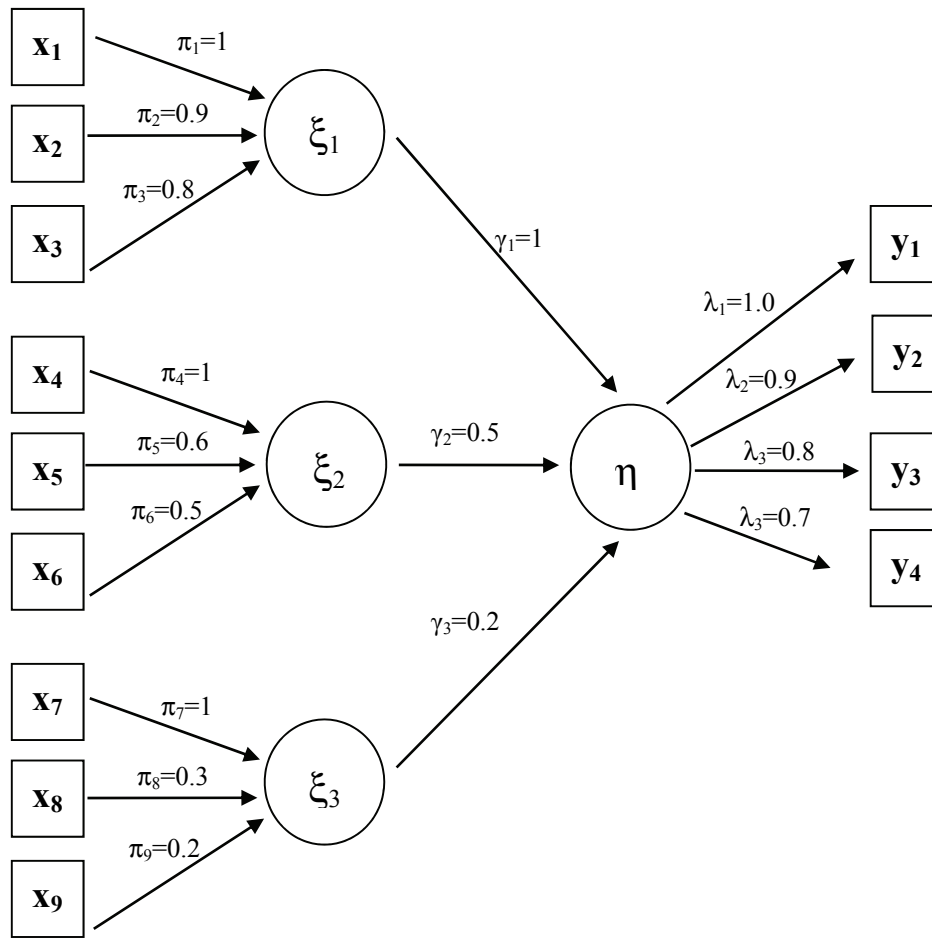 x₁
π₁=1
x₂
π₂=0.9
ξ₁
x₃
π₃=0.8
γ₁=1
y₁
λ₁=1.0
x₄
π₄=1
y₂
λ₂=0.9
x₅
π₅=0.6
ξ₂
γ₂=0.5
η
λ₃=0.8
y₃
x₆
π₆=0.5
λ₃=0.7
y₄
γ₃=0.2
x₇
π₇=1
x₈
π₈=0.3
ξ₃
x₉
π₉=0.2